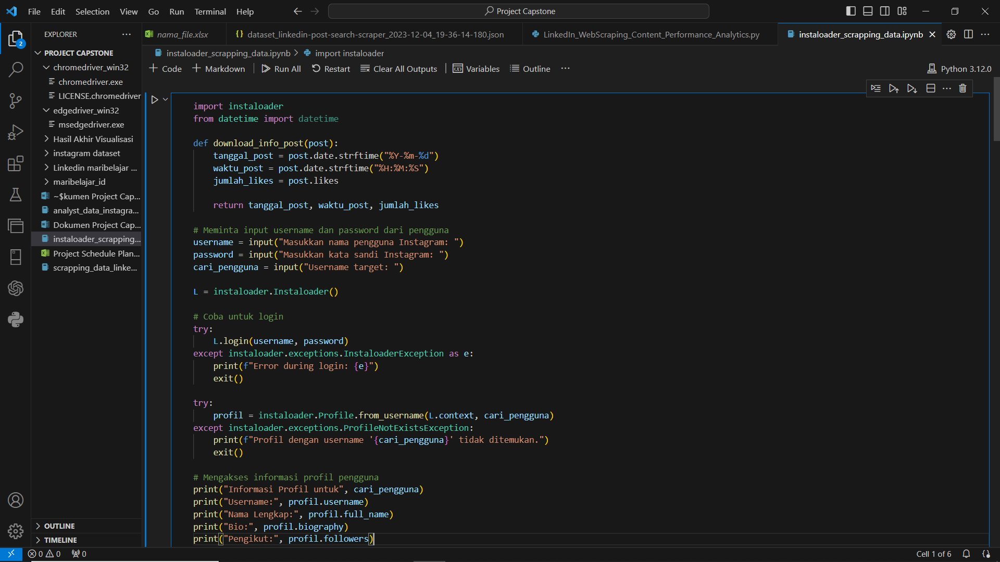 File Edit Selection View Go Run Terminal Help
Project Capstone
2
EXPLORER
PROJECT CAPSTONE
chromedriver_win32
chromedriver.exe
LICENSE.chromedriver
edgedriver_win32
msedgedriver.exe
Hasil Akhir Visualisasi
instagram dataset
Linkedin maribelajar ...
maribelajar_id
~$kumen Project Cap...
analyst_data_instagra...
Dokumen Project Cap...
instaloader_scrapping...
Project Schedule Plan...
scrapping_data_linke...
OUTLINE
TIMELINE
nama_file.xlsx
{} dataset_linkedin-post-search-scraper_2023-12-04_19-36-14-180.json
LinkedIn_WebScraping_Content_Performance_Analytics.py
instaloader_scrapping_data.ipynb
instaloader_scrapping_data.ipynb > import instaloader
+ Code + Markdown Run All Restart Clear All Outputs Variables Outline ...
Python 3.12.0
import instaloader
from datetime import datetime
def download_info_post(post):
tanggal_post = post.date.strftime("%Y-%m-%d")
waktu_post = post.date.strftime("%H:%M:%S")
jumlah_likes = post.likes
return tanggal_post, waktu_post, jumlah_likes
# Meminta input username dan password dari pengguna
username = input("Masukkan nama pengguna Instagram: ")
password = input("Masukkan kata sandi Instagram: ")
cari_pengguna = input("Username target: ")
L = instaloader.Instaloader()
# Coba untuk login
try:
L.login(username, password)
except instaloader.exceptions.InstaloaderException as e:
print(f"Error during login: {e}")
exit()
try:
profil = instaloader.Profile.from_username(L.context, cari_pengguna)
except instaloader.exceptions.ProfileNotExistsException:
print(f"Profil dengan username '{cari_pengguna}' tidak ditemukan.")
exit()
# Mengakses informasi profil pengguna
print("Informasi Profil untuk", cari_pengguna)
print("Username:", profil.username)
print("Nama Lengkap:", profil.full_name)
print("Bio:", profil.biography)
print("Pengikut:", profil.followers)
0 0 0
Cell 1 of 6